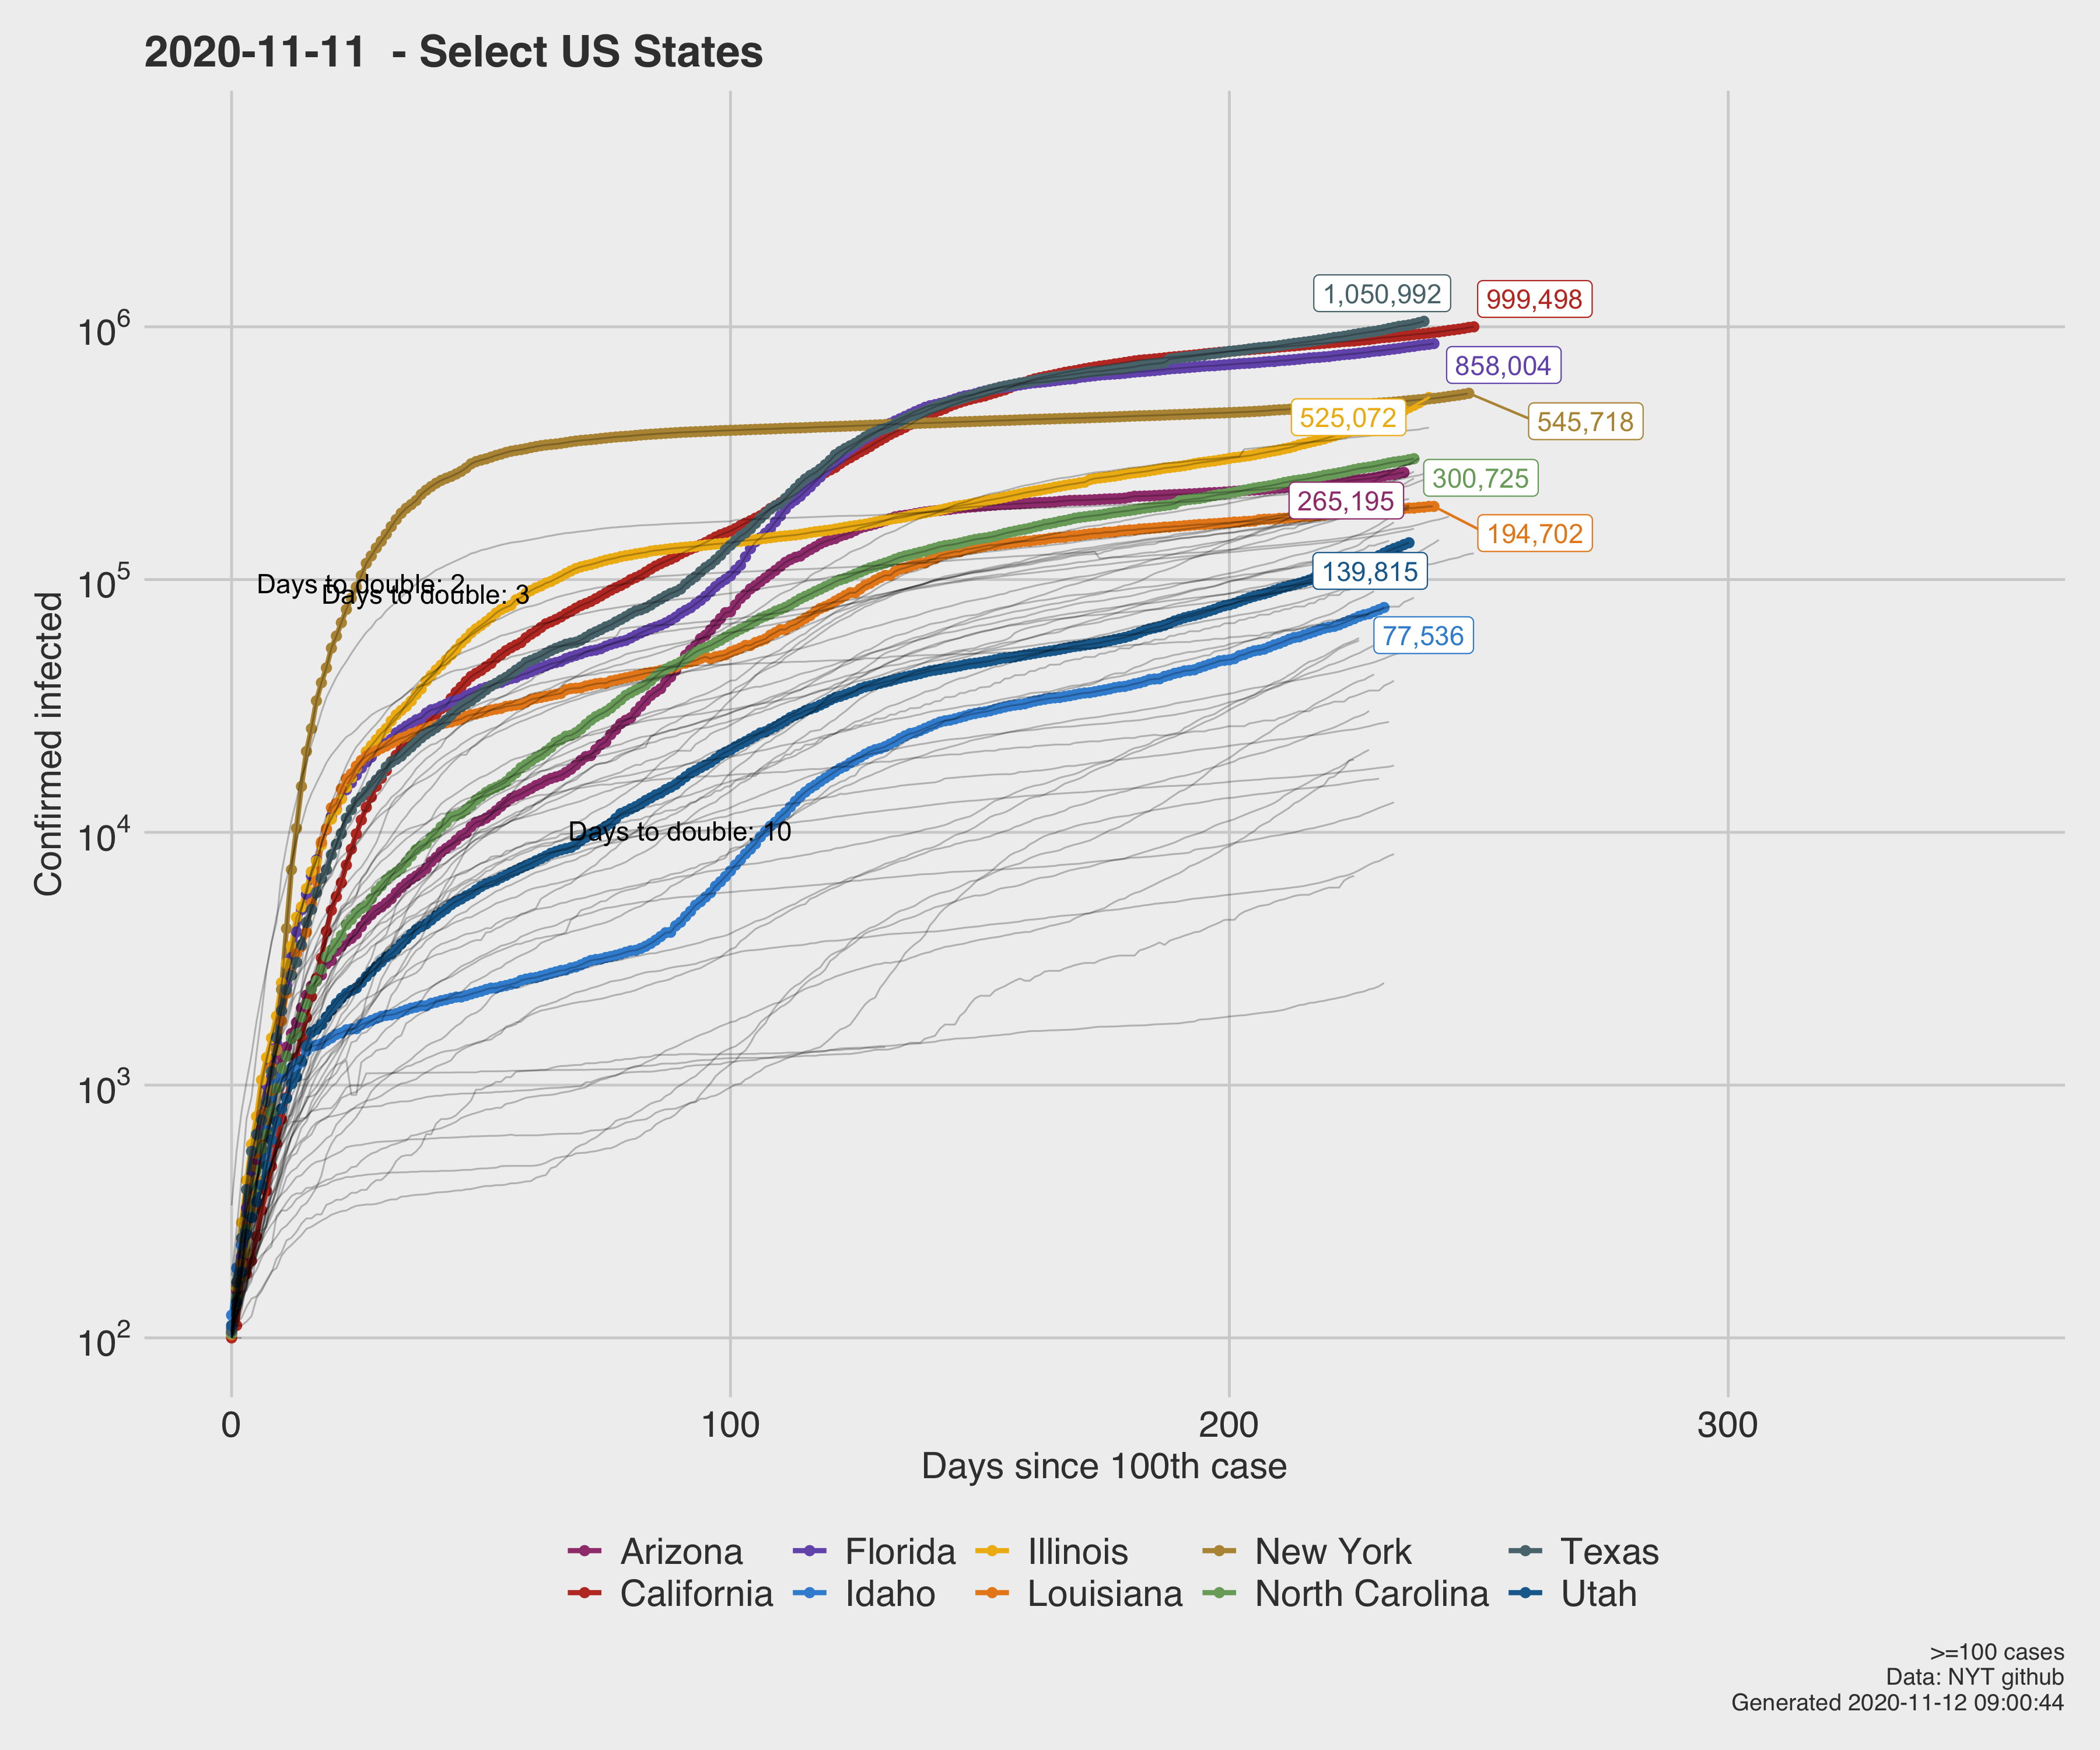 2020-11-11  - Select US States
Confirmed infected
10^6
10^5
10^4
10^3
10^2
1,050,992
999,498
858,004
525,072
545,718
300,725
265,195
194,702
139,815
77,536
Days to double: 2
Days to double: 3
Days to double: 10
0 100 200 300
Days since 100th case
Arizona Florida Illinois New York Texas
California Idaho Louisiana North Carolina Utah
>=100 cases
Data: NYT github
Generated 2020-11-12 09:00:44